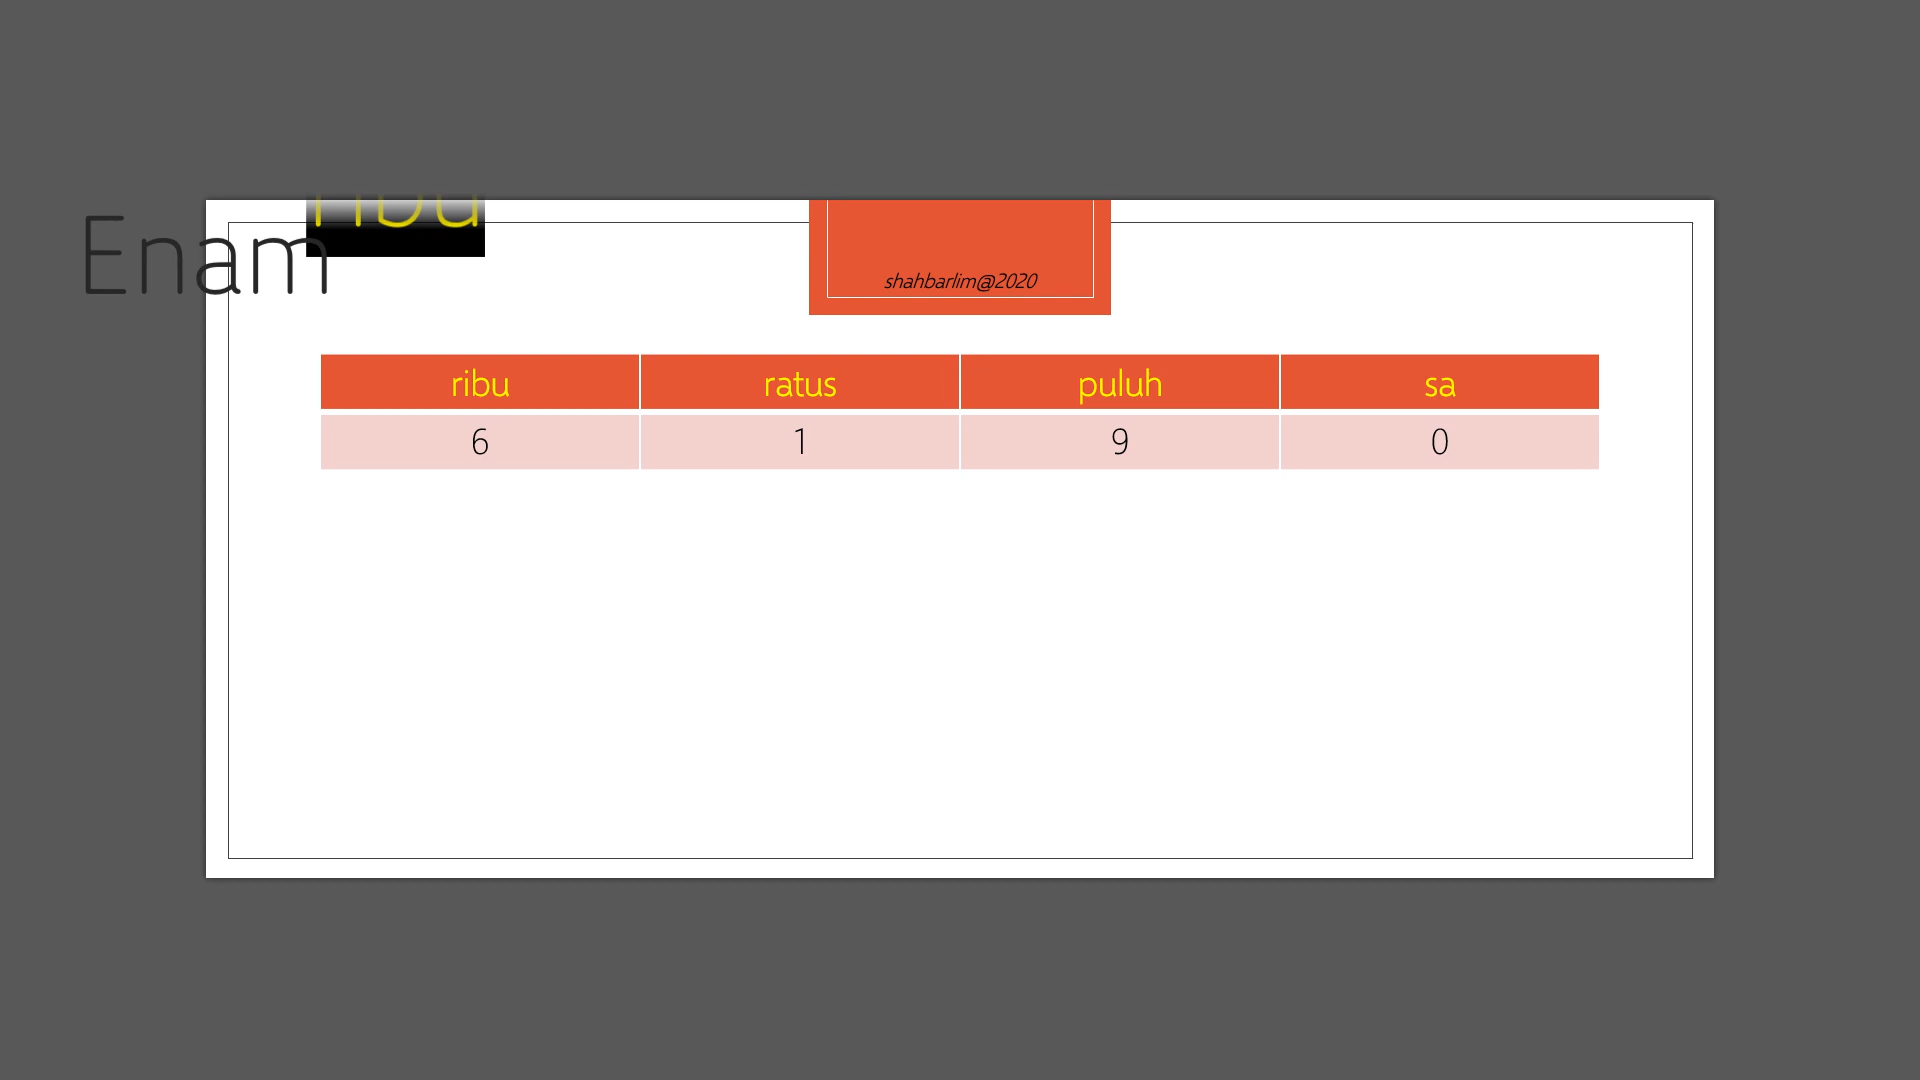 ribu
Enam
shahbarlim@2020
ribu ratus puluh sa
6 1 9 0